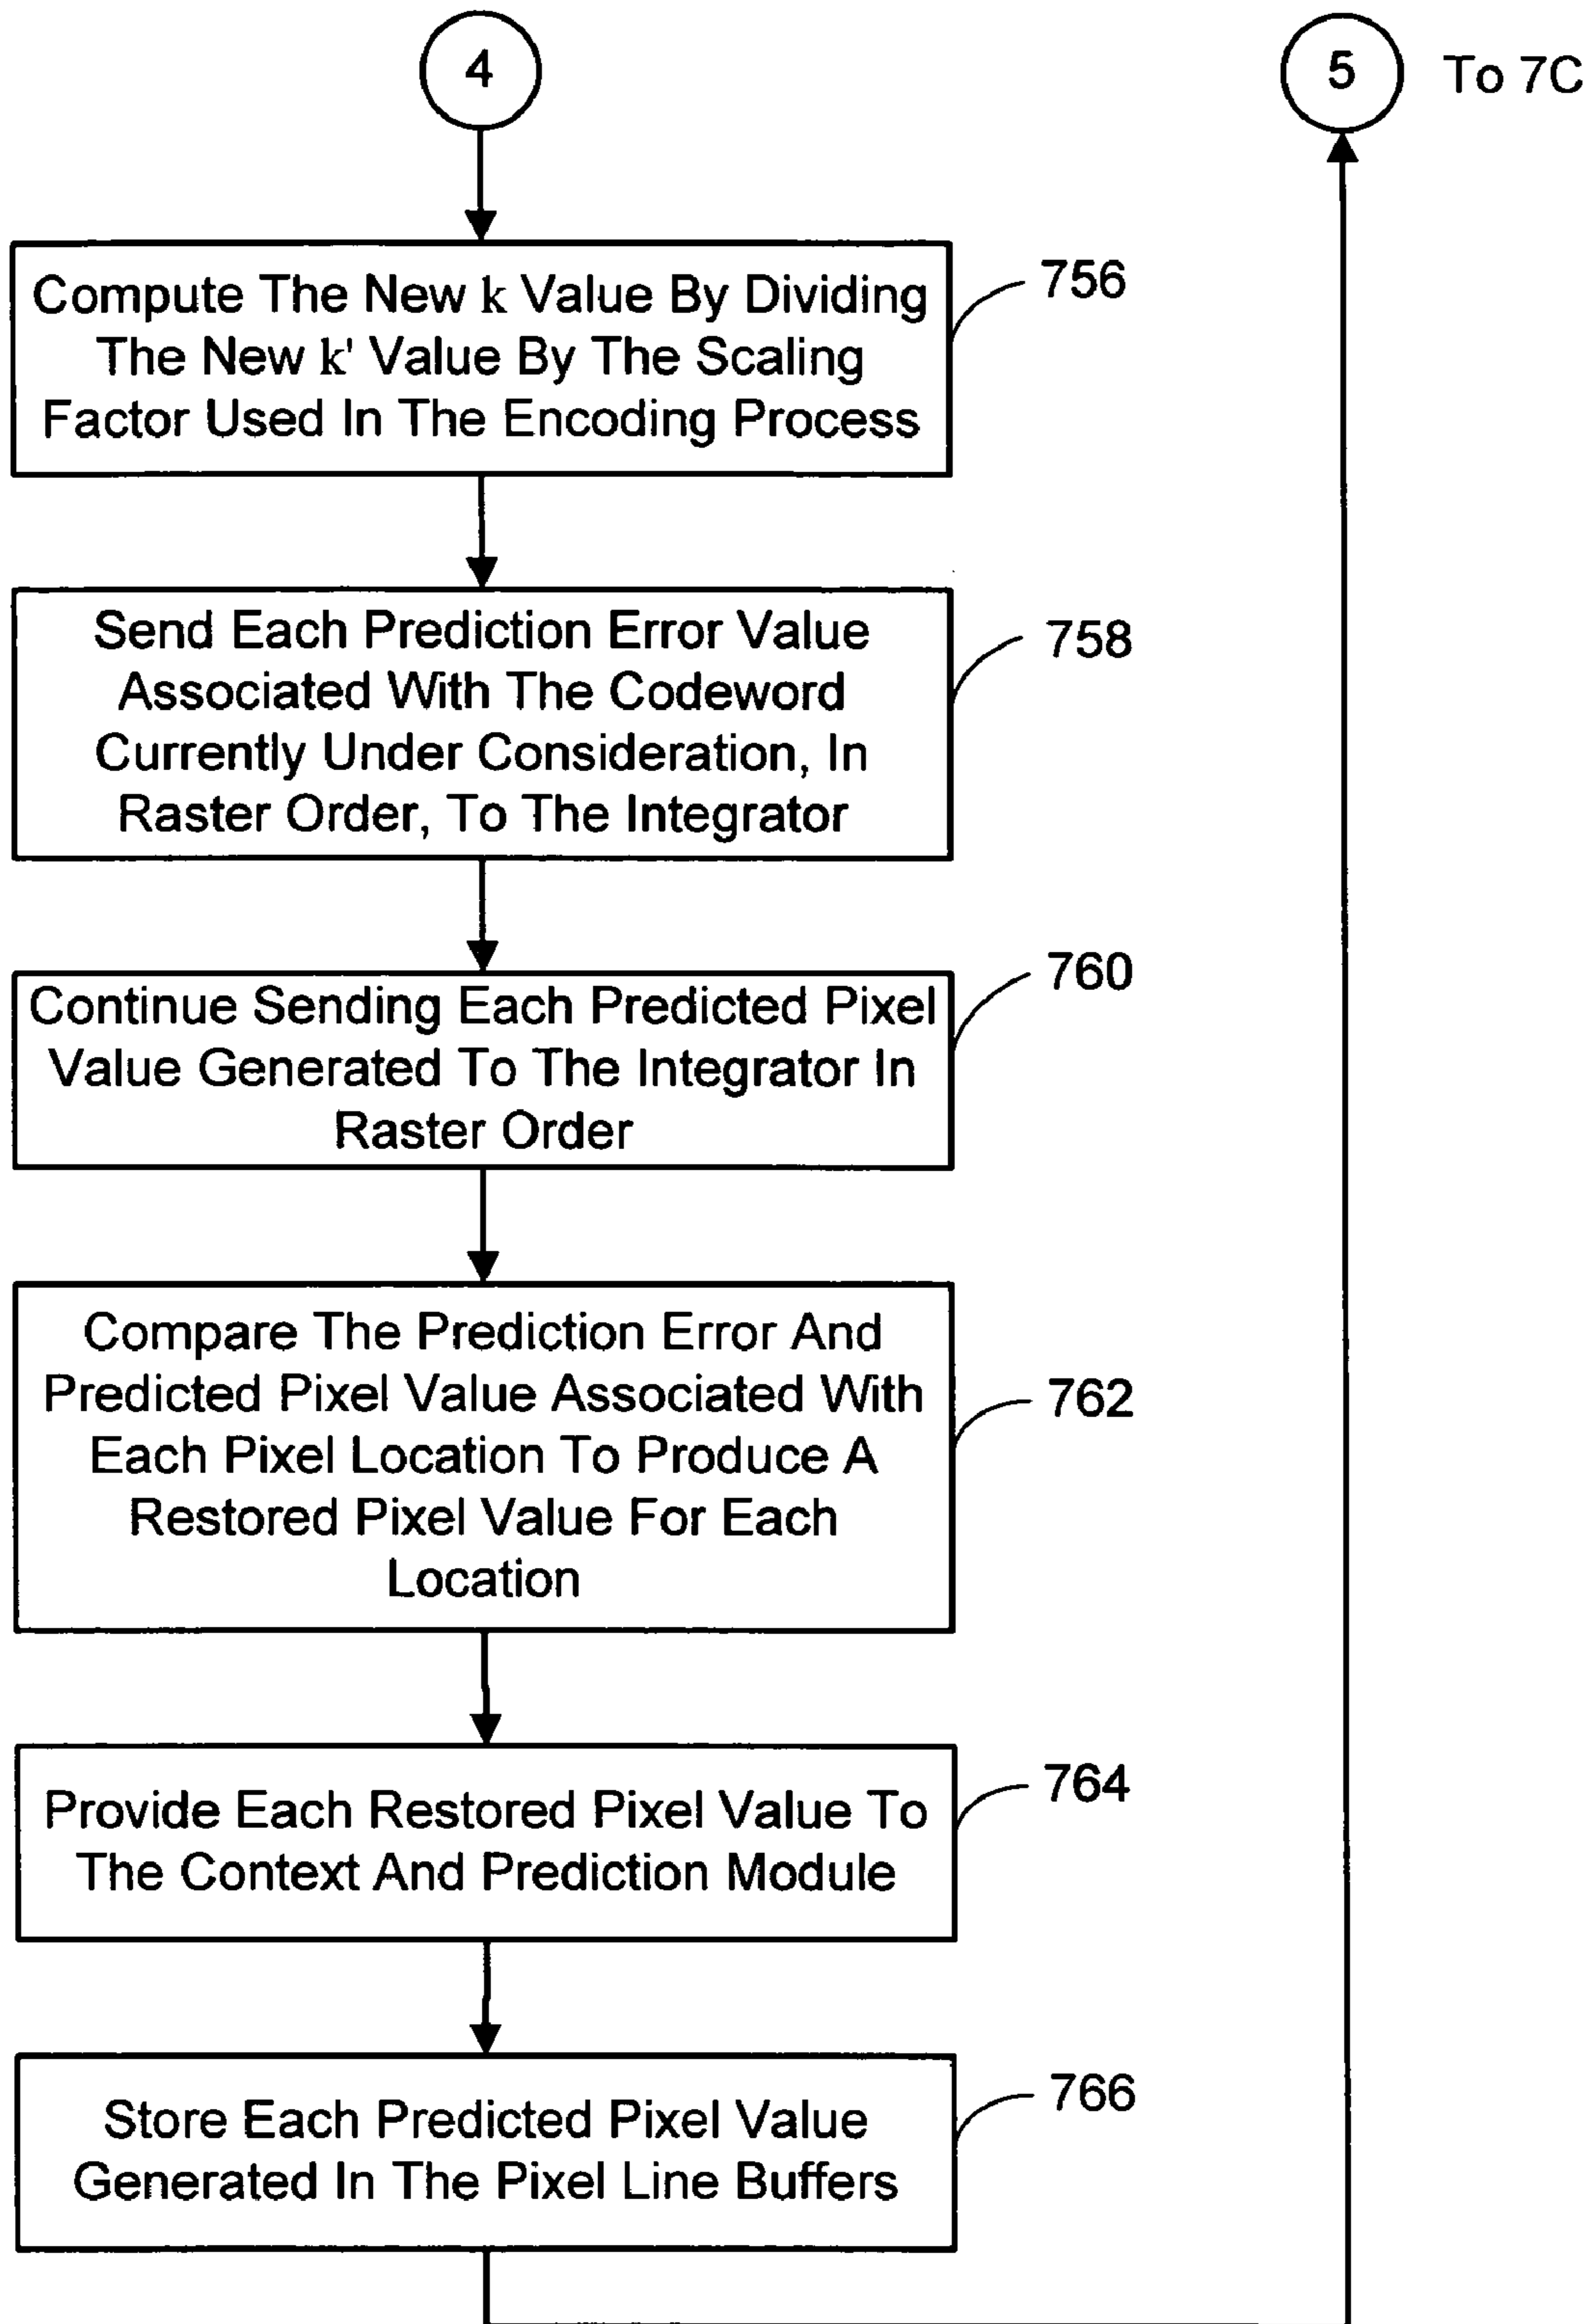 4
5 To 7C
Compute The New k Value By Dividing
The New k' Value By The Scaling
Factor Used In The Encoding Process
756
Send Each Prediction Error Value
Associated With The Codeword
Currently Under Consideration, In
Raster Order, To The Integrator
758
Continue Sending Each Predicted Pixel
Value Generated To The Integrator In
Raster Order
760
Compare The Prediction Error And
Predicted Pixel Value Associated With
Each Pixel Location To Produce A
Restored Pixel Value For Each
Location
762
Provide Each Restored Pixel Value To
The Context And Prediction Module
764
Store Each Predicted Pixel Value
Generated In The Pixel Line Buffers
766